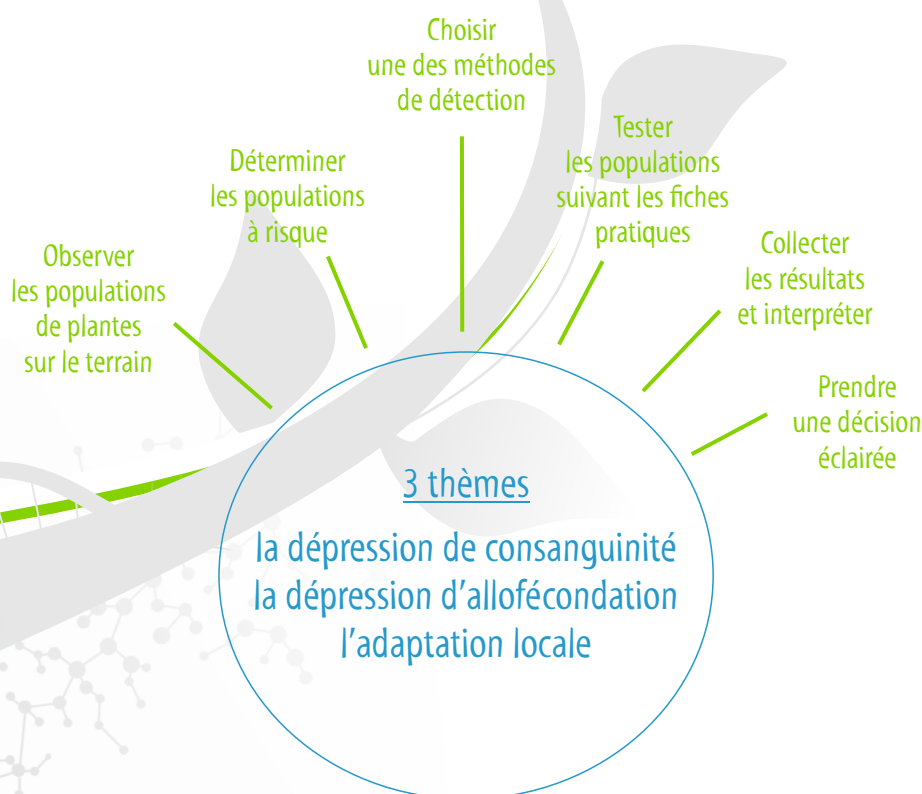 Choisir
une des méthodes
de détection
Tester
les populations
suivant les fiches
pratiques
Déterminer
les populations
à risque
Observer
les populations
de plantes
sur le terrain
Collecter
les résultats
et interpréter
Prendre
une décision
éclairée
3 thèmes
la dépression de consanguinité
la dépression d'allofécondation
l'adaptation locale